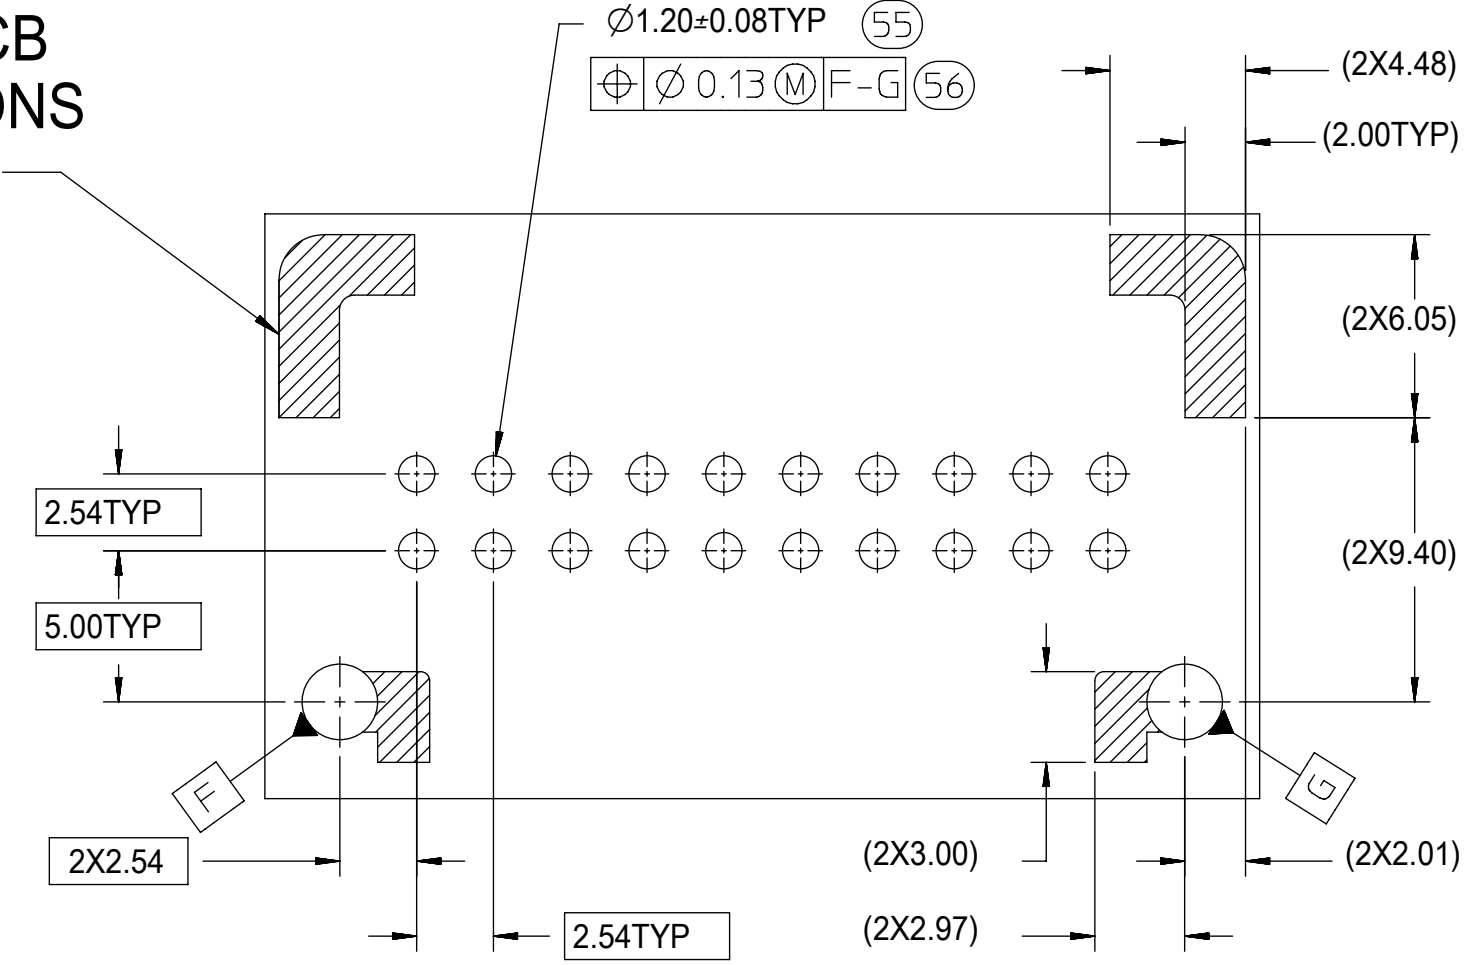 CB
ONS
Ø1.20±0.08TYP 55
⌖ Ø 0.13 Ⓜ F-G 56
(2X4.48)
(2.00TYP)
(2X6.05)
2.54TYP
(2X9.40)
5.00TYP
F
G
2X2.54
(2X3.00)
(2X2.01)
2.54TYP
(2X2.97)